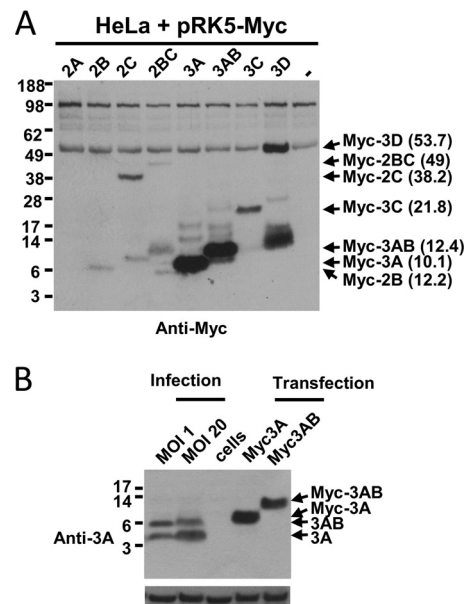 A
HeLa + pRK5-Myc
2A 2B 2C 2BC 3A 3AB 3C 3D -
188-
98-
62-
49-
38-
28-
17-
14-
6-
3-
Myc-3D (53.7)
Myc-2BC (49)
Myc-2C (38.2)
Myc-3C (21.8)
Myc-3AB (12.4)
Myc-3A (10.1)
Myc-2B (12.2)
Anti-Myc
B
Infection Transfection
MOI 1 MOI 20 cells Myc3A Myc3AB
17-
14-
6-
3-
Anti-3A
Myc-3AB
Myc-3A
3AB
3A